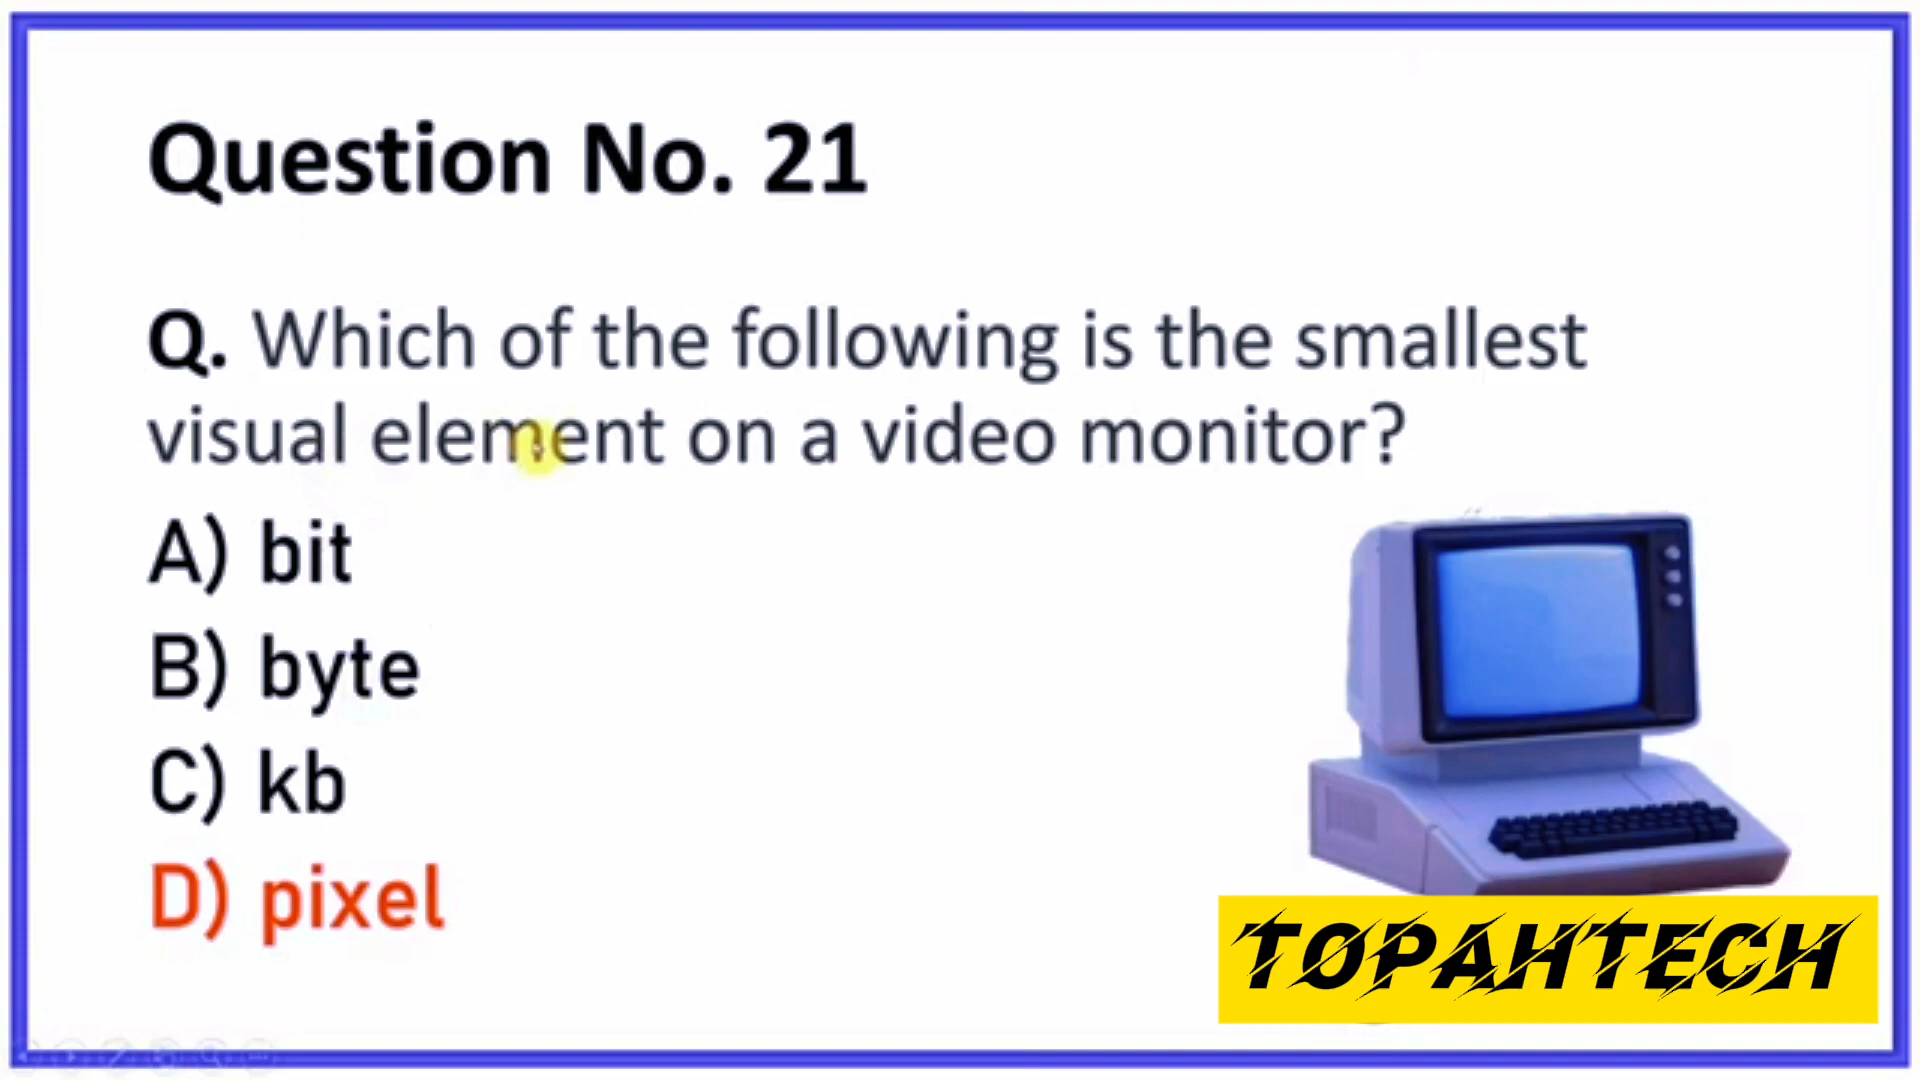 Question No. 21
Q. Which of the following is the smallest
visual element on a video monitor?
A) bit
B) byte
C) kb
D) pixel
TOPAHTECH